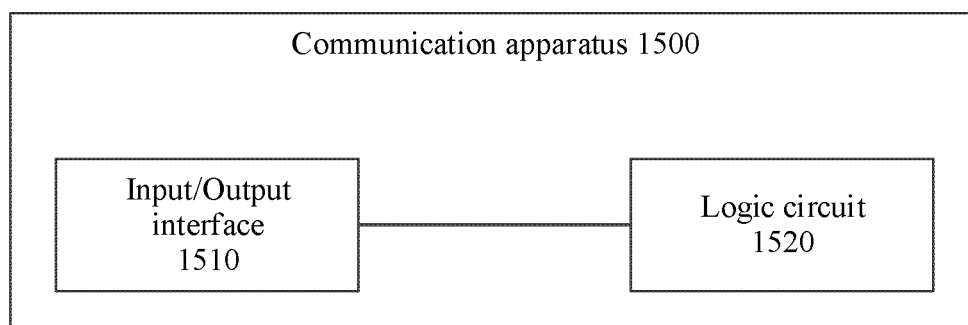 Communication apparatus 1500
Input/Output
interface
1510
Logic circuit
1520